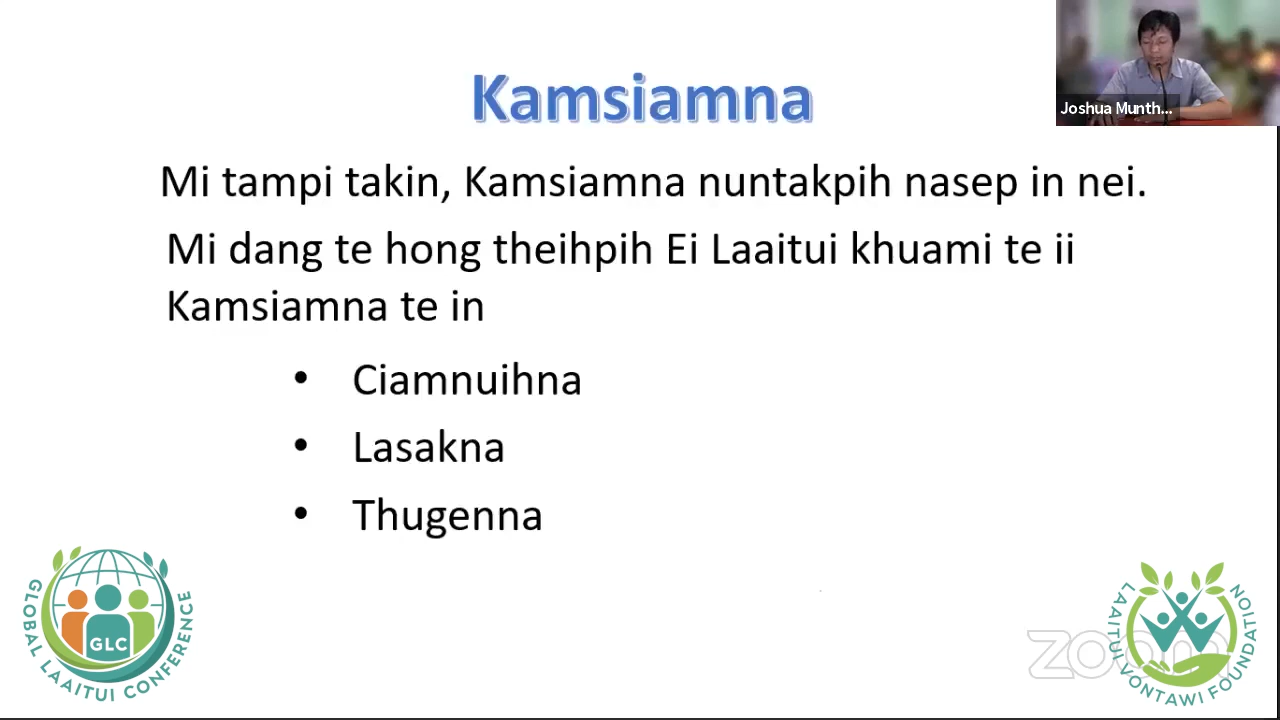 Kamsiamna
Joshua Munth...
Mi tampi takin, Kamsiamna nuntakpih nasep in nei.
Mi dang te hong theihpih Ei Laaitui khuami te ii
Kamsiamna te in
• Ciamnuihna
• Lasakna
• Thugenna
GLC
GLOBAL LAAITUI CONFERENCE
zoom
LAAITUI VONTAWI FOUNDATION